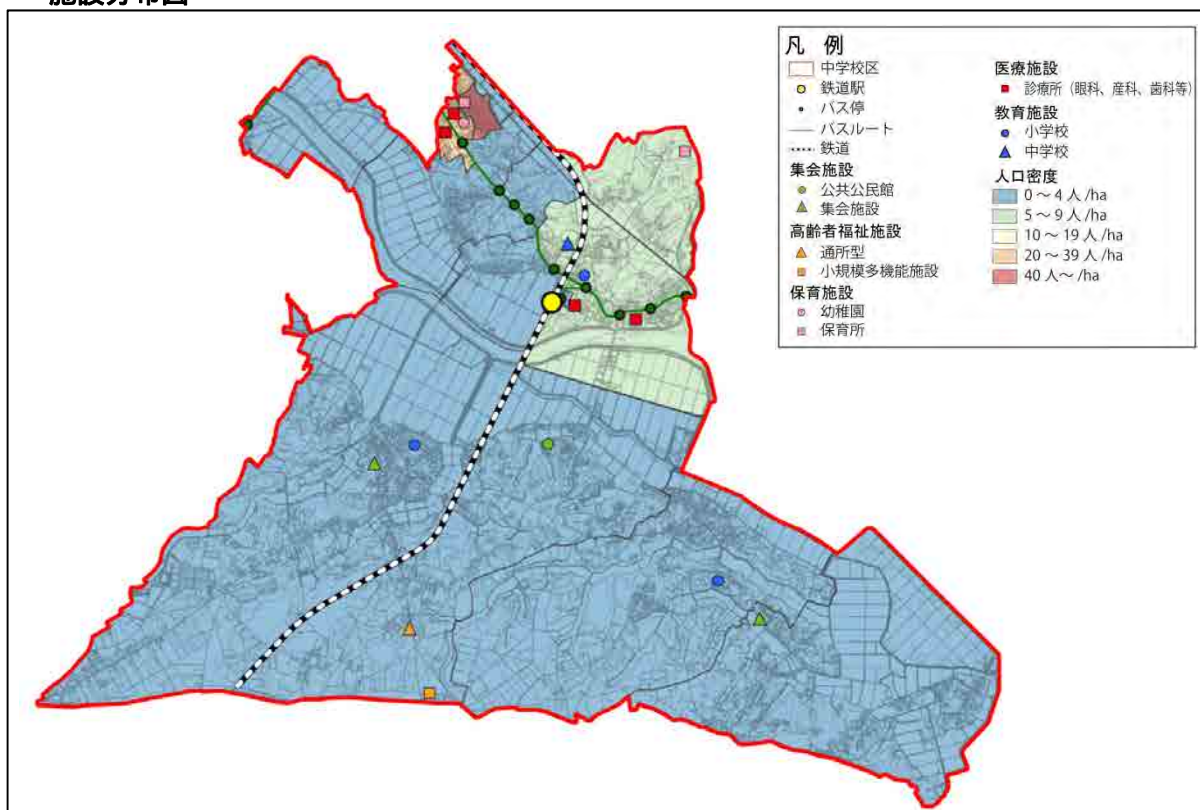 施設分布図
凡 例
中学校区
鉄道駅
バス停
バスルート
鉄道
集会施設
公共公民館
集会施設
高齢者福祉施設
通所型
小規模多機能施設
保育施設
幼稚園
保育所
医療施設
診療所（眼科、産科、歯科等）
教育施設
小学校
中学校
人口密度
0～4人/ha
5～9人/ha
10～19人/ha
20～39人/ha
40人～/ha